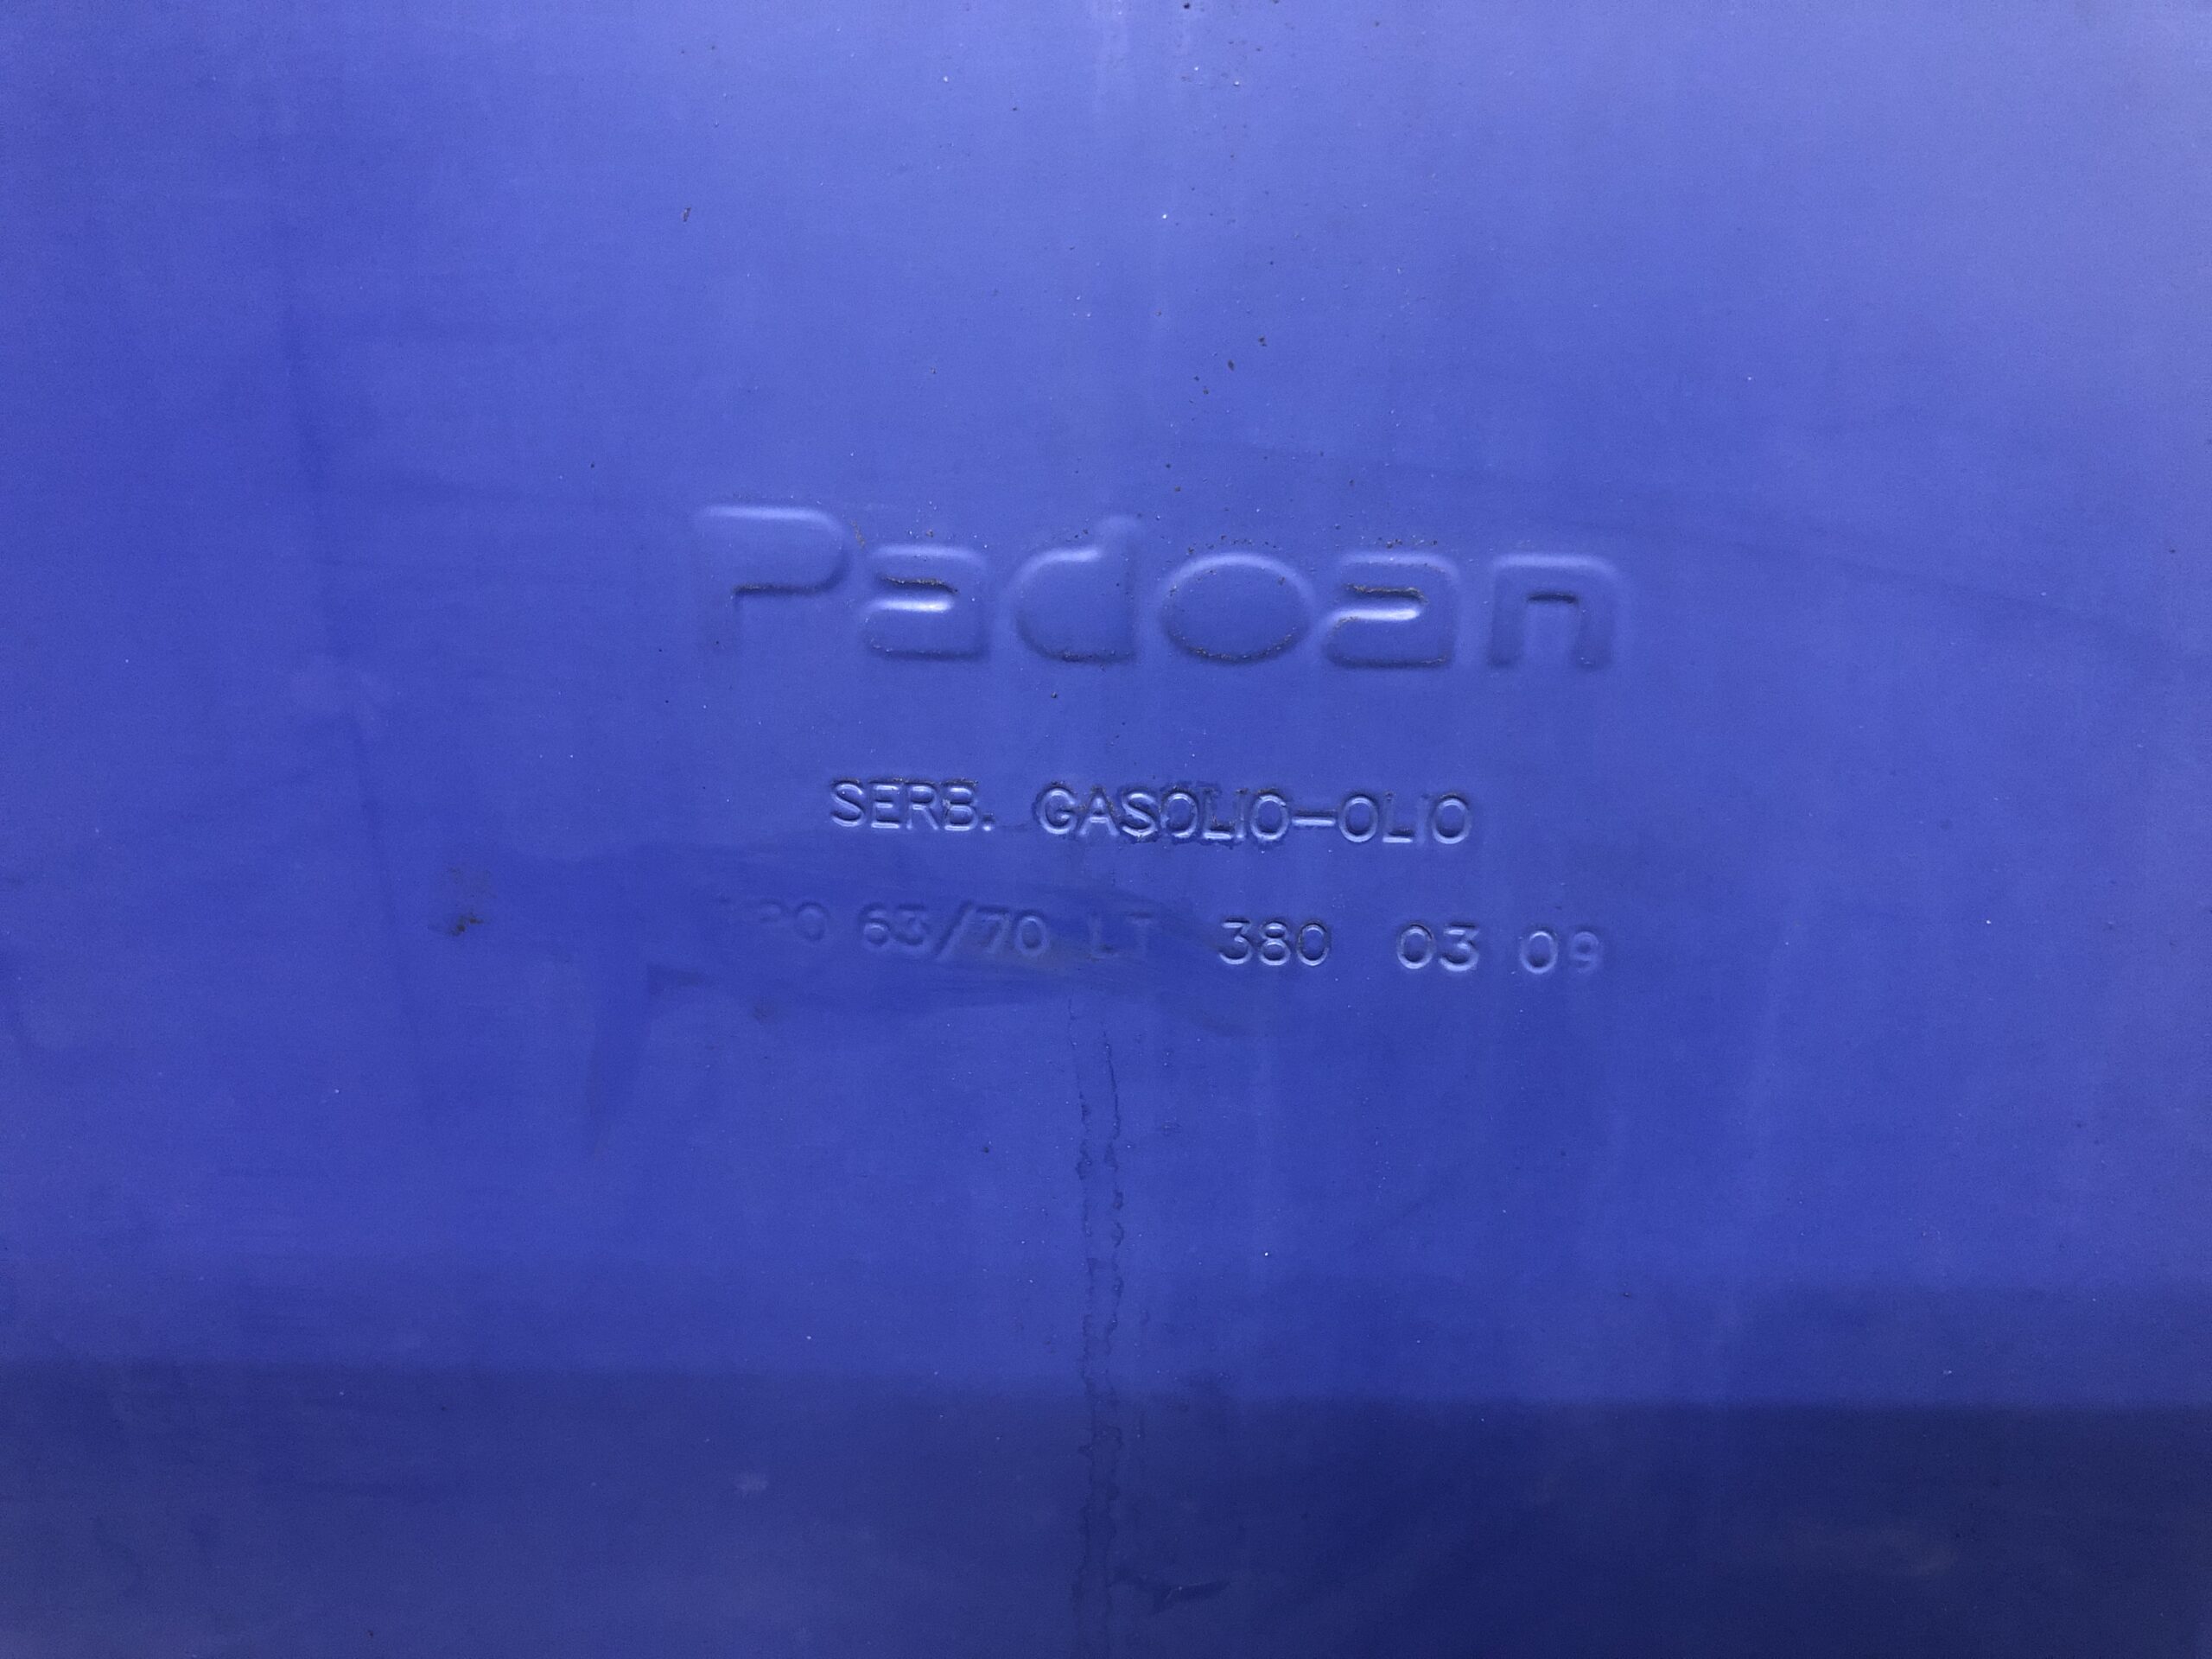 Padoan
SERB. GASOLIO-OLIO
63/70 LT 380 03 09